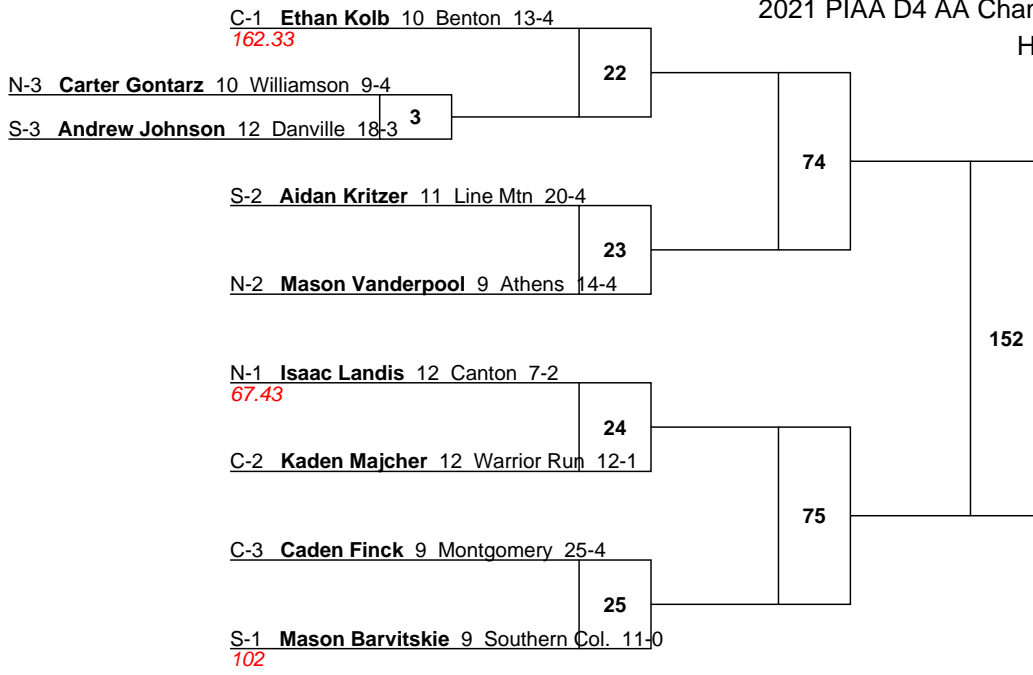 2021 PIAA D4 AA
C-1 Ethan Kolb 10 Benton 13-4
162.33
22
N-3 Carter Gontarz 10 Williamson 9-4
3
S-3 Andrew Johnson 12 Danville 18-3
74
S-2 Aidan Kritzer 11 Line Mtn 20-4
23
N-2 Mason Vanderpool 9 Athens 14-4
152
N-1 Isaac Landis 12 Canton 7-2
67.43
24
C-2 Kaden Majcher 12 Warrior Run 12-1
75
C-3 Caden Finck 9 Montgomery 25-4
25
S-1 Mason Barvitskie 9 Southern Col. 11-0
102